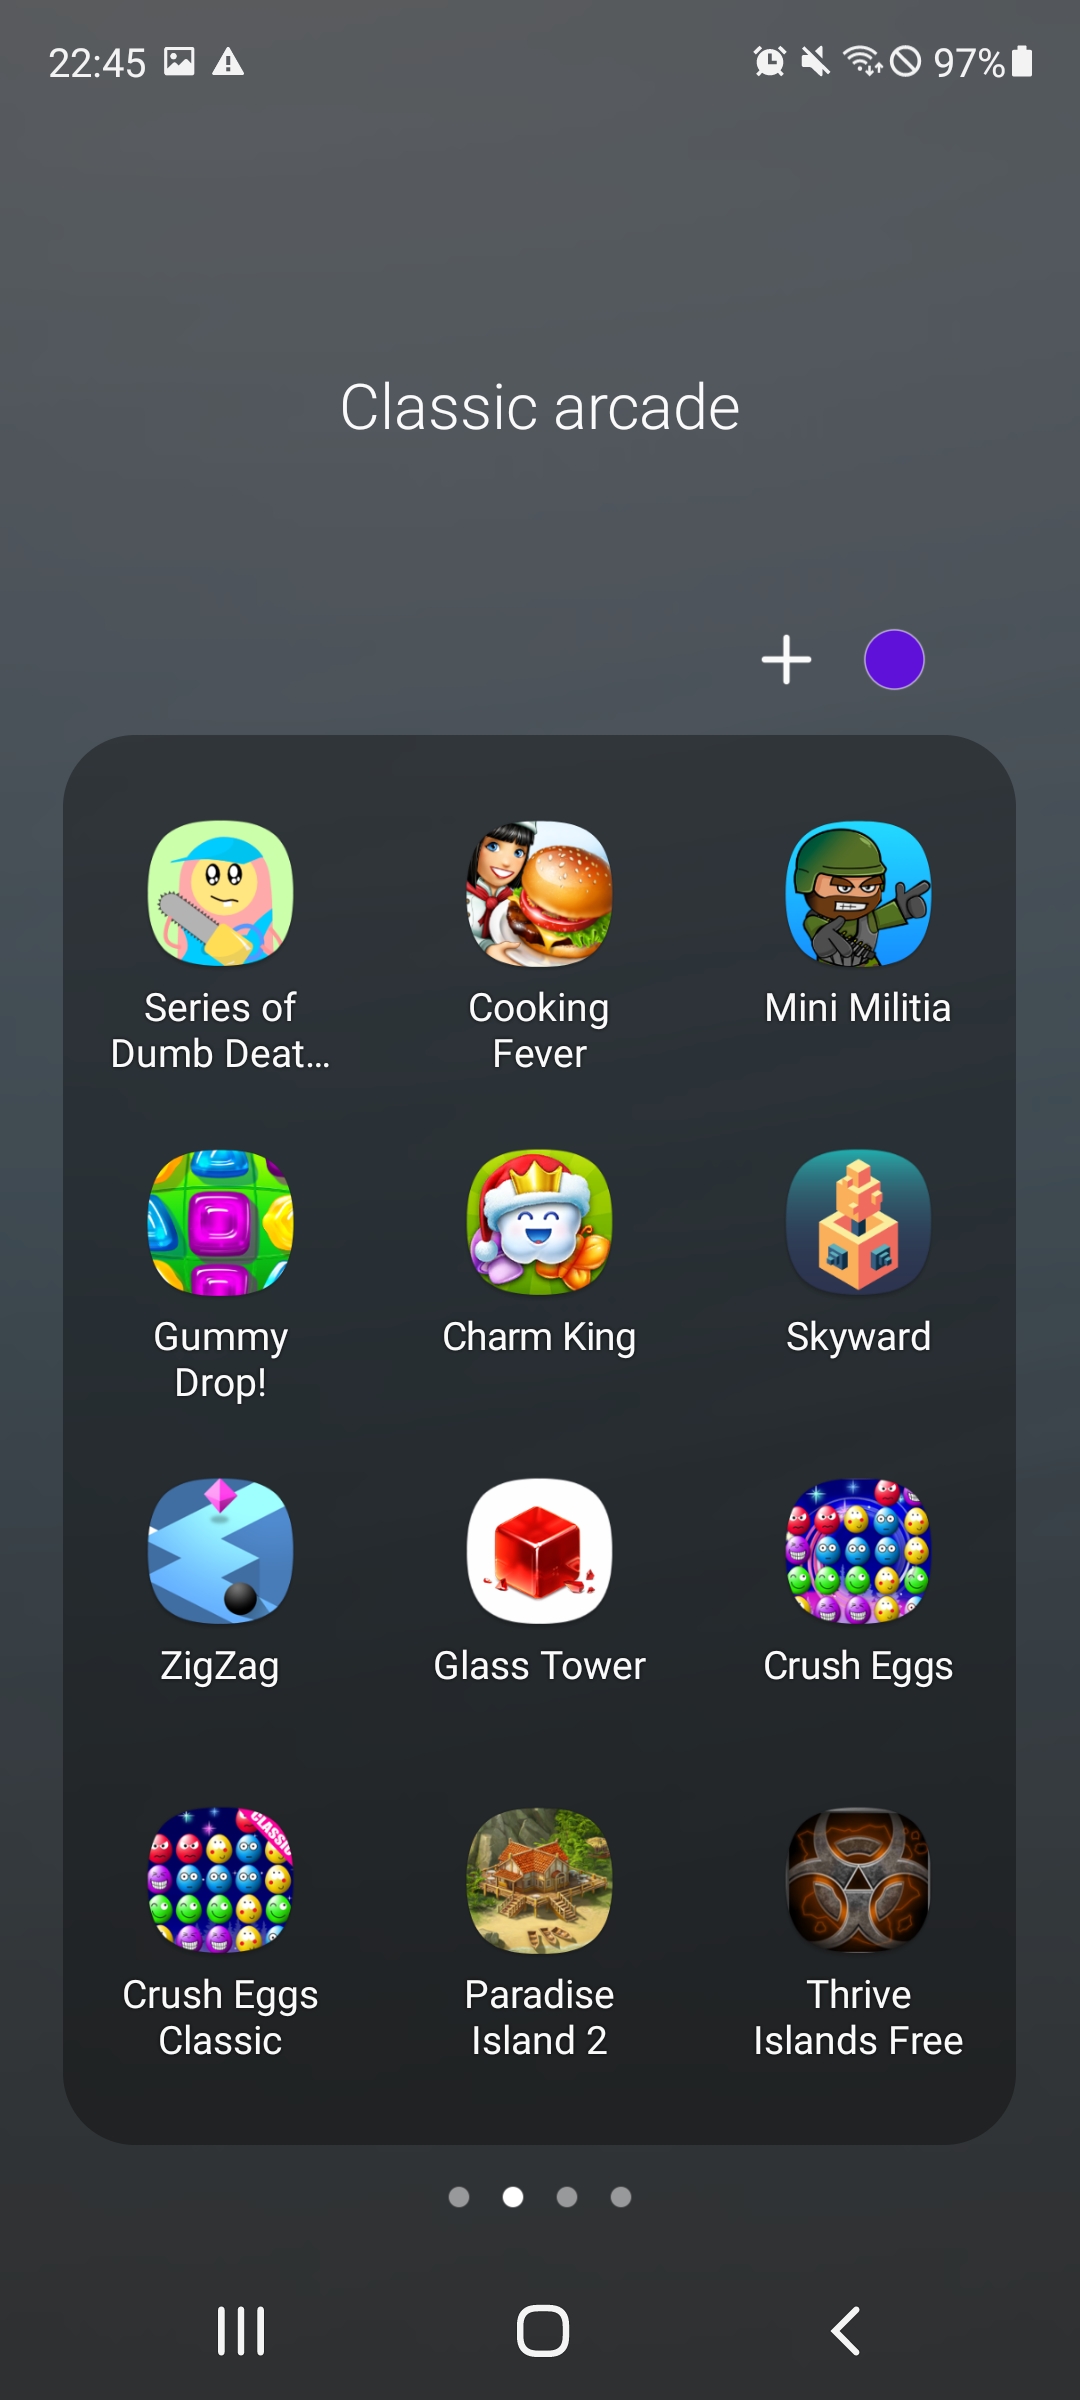 22:45
97%
Classic arcade
Series of
Dumb Deat...
Cooking
Fever
Mini Militia
Gummy
Drop!
Charm King
Skyward
ZigZag
Glass Tower
Crush Eggs
CLASSIC
Crush Eggs
Classic
Paradise
Island 2
Thrive
Islands Free